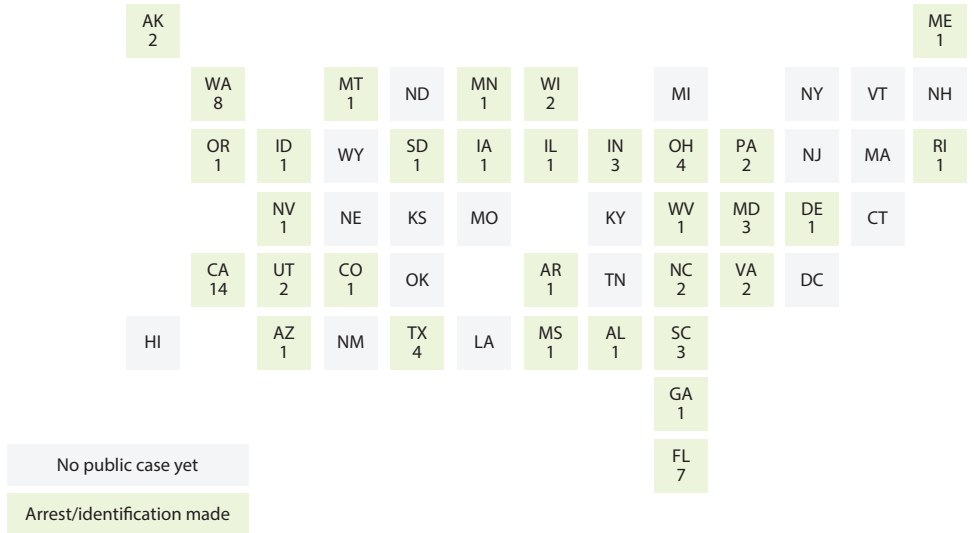 AK
2
ME
1
WA
8
MT
1
ND
MN
1
WI
2
MI
NY
VT
NH
OR
1
ID
1
WY
SD
1
IA
1
IL
1
IN
3
OH
4
PA
2
NJ
MA
RI
1
NV
1
NE
KS
MO
KY
WV
1
MD
3
DE
1
CT
CA
14
UT
2
CO
1
OK
AR
1
TN
NC
2
VA
2
DC
HI
AZ
1
NM
TX
4
LA
MS
1
AL
1
SC
3
GA
1
FL
7
No public case yet
Arrest/identification made